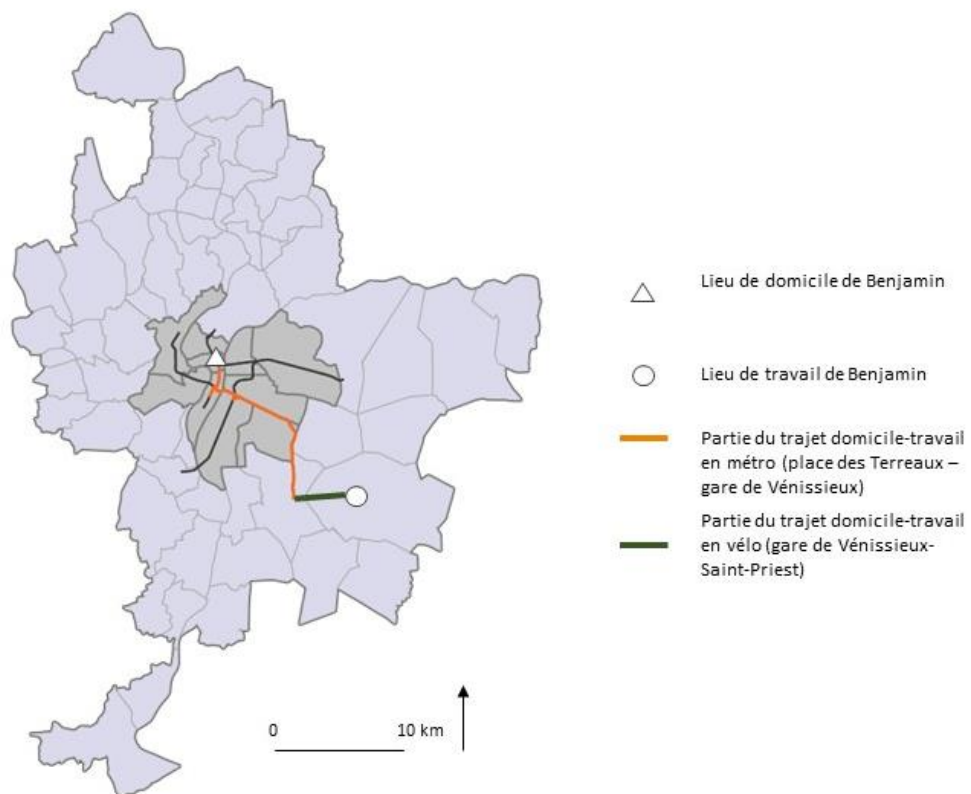 Lieu de domicile de Benjamin
Lieu de travail de Benjamin
Partie du trajet domicile-travail
en métro (place des Terreaux –
gare de Vénissieux)
Partie du trajet domicile-travail
en vélo (gare de Vénissieux-
Saint-Priest)
0 10 km